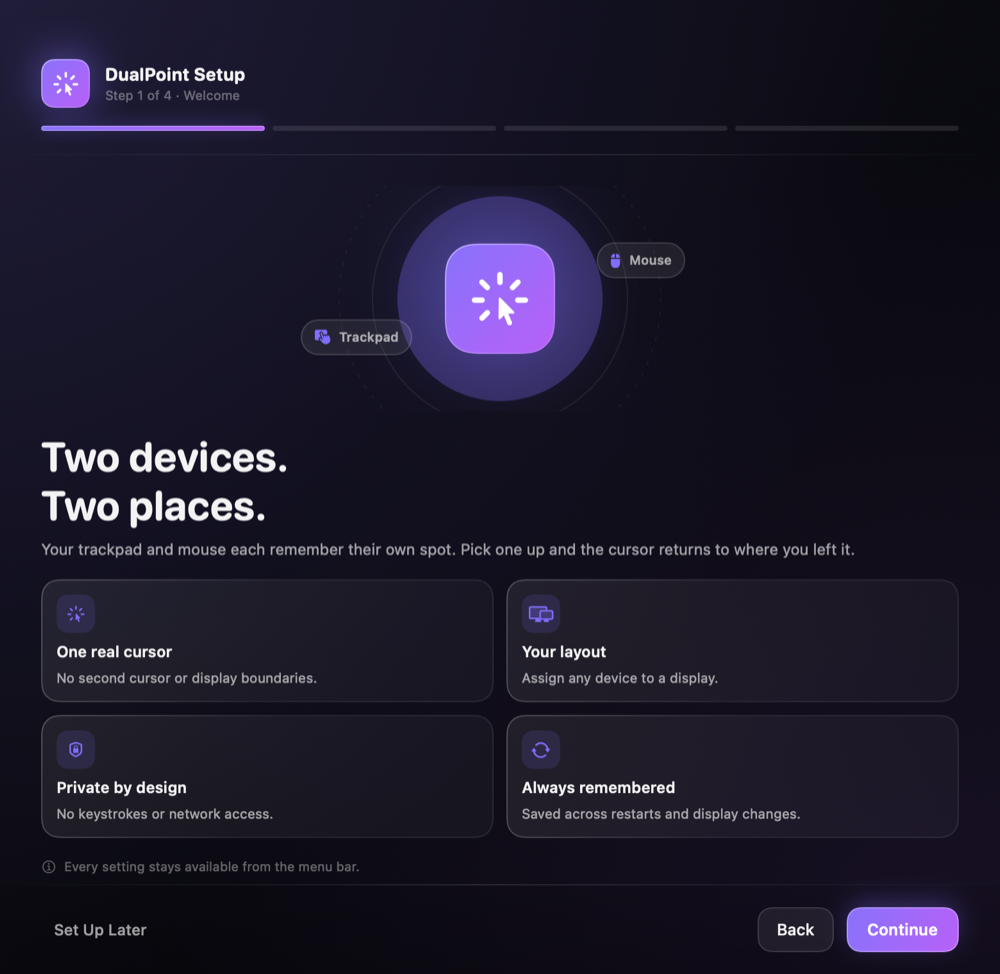 DualPoint Setup
Step 1 of 4 · Welcome
Mouse
Trackpad
Two devices.
Two places.
Your trackpad and mouse each remember their own spot. Pick one up and the cursor returns to where you left it.
One real cursor
No second cursor or display boundaries.
Your layout
Assign any device to a display.
Private by design
No keystrokes or network access.
Always remembered
Saved across restarts and display changes.
Every setting stays available from the menu bar.
Set Up Later
Back
Continue